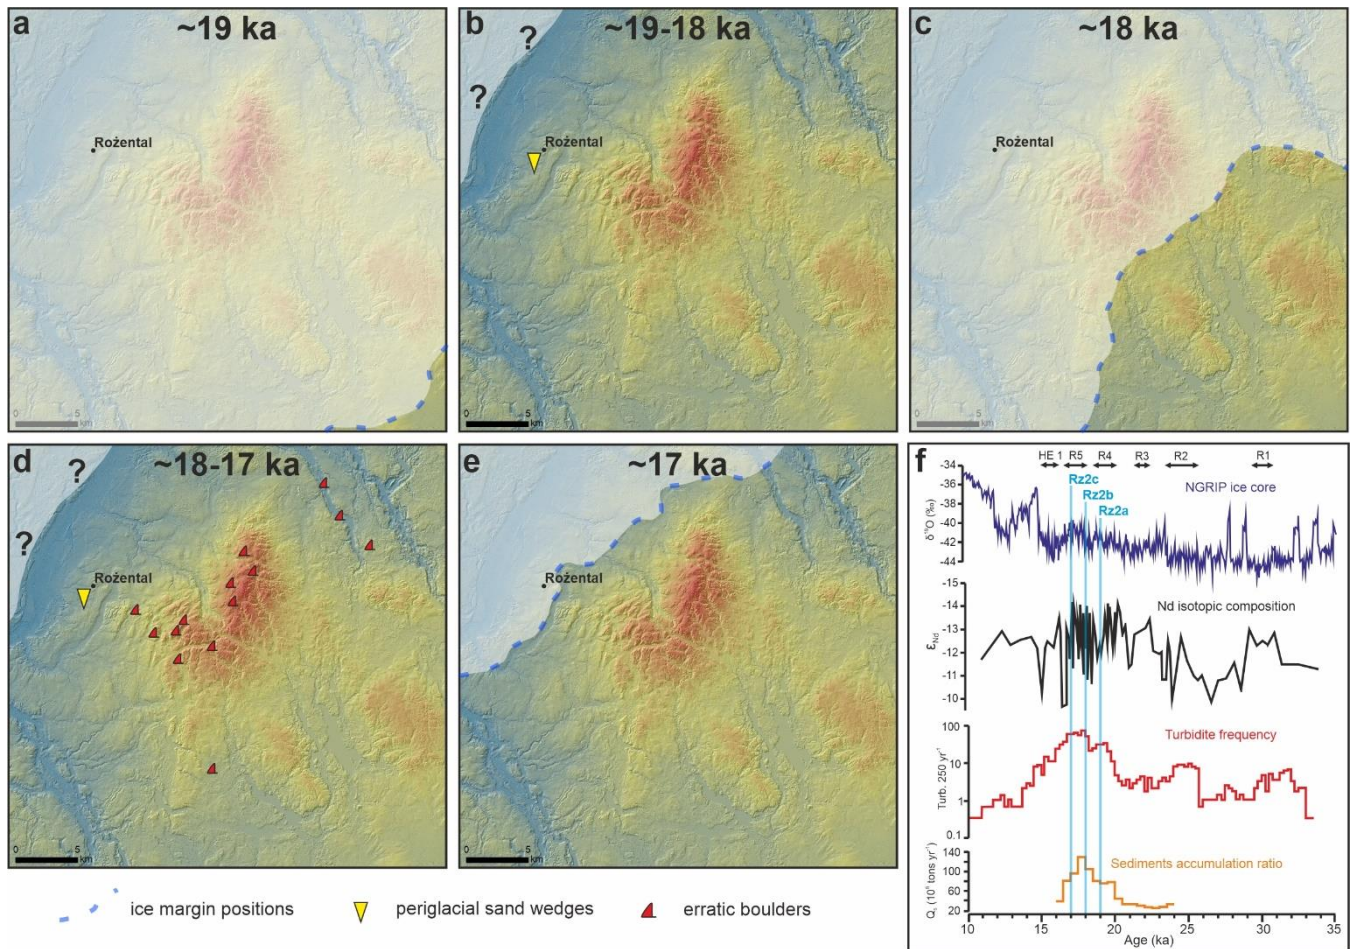 a
~19 ka
Rożental
0 5
km
b
~19-18 ka
?
?
Rożental
0 5
km
c
~18 ka
Rożental
0 5
km
d
~18-17 ka
?
?
Rożental
0 5
km
e
~17 ka
Rożental
0 5
km
f
HE 1 R5 R4 R3 R2 R1
Rz2c
Rz2b
Rz2a
NGRIP ice core
δ¹⁸O (‰)
-34
-36
-38
-40
-42
-44
Nd isotopic composition
εNd
-15
-14
-13
-12
-11
-10
Turbidite frequency
Turb. 250 yr⁻¹
100
10
1
0.1
Sediments accumulation ratio
Qs (10⁶ tons yr⁻¹)
140
100
60
20
10 15 20 25 30 35
Age (ka)
ice margin positions
periglacial sand wedges
erratic boulders